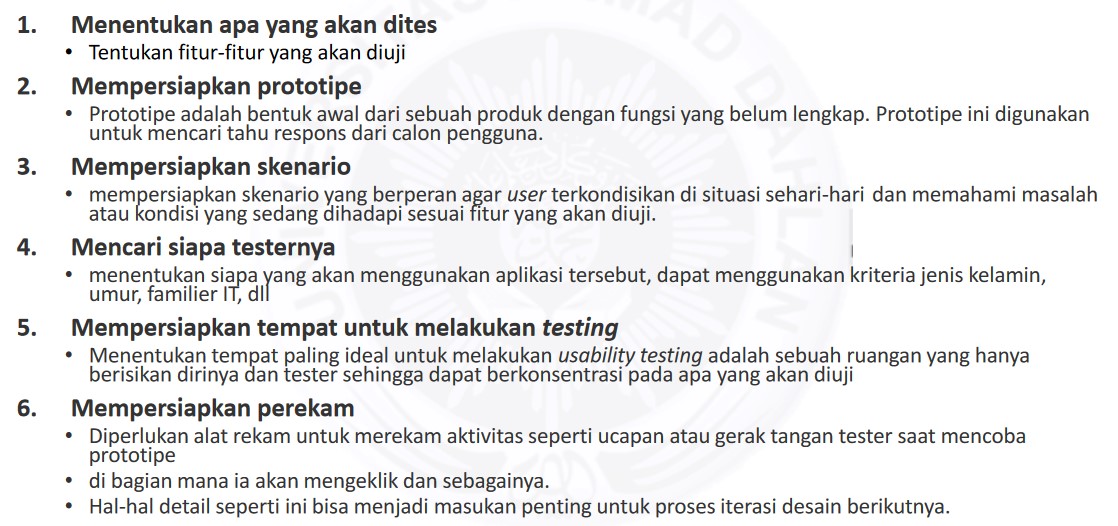 1. Menentukan apa yang akan dites
• Tentukan fitur-fitur yang akan diuji
2. Mempersiapkan prototipe
• Prototipe adalah bentuk awal dari sebuah produk dengan fungsi yang belum lengkap. Prototipe ini digunakan
untuk mencari tahu respons dari calon pengguna.
3. Mempersiapkan skenario
• mempersiapkan skenario yang berperan agar user terkondisikan di situasi sehari-hari dan memahami masalah
atau kondisi yang sedang dihadapi sesuai fitur yang akan diuji.
4. Mencari siapa testernya
• menentukan siapa yang akan menggunakan aplikasi tersebut, dapat menggunakan kriteria jenis kelamin,
umur, familier IT, dll
5. Mempersiapkan tempat untuk melakukan testing
• Menentukan tempat paling ideal untuk melakukan usability testing adalah sebuah ruangan yang hanya
berisikan dirinya dan tester sehingga dapat berkonsentrasi pada apa yang akan diuji
6. Mempersiapkan perekam
• Diperlukan alat rekam untuk merekam aktivitas seperti ucapan atau gerak tangan tester saat mencoba
prototipe
• di bagian mana ia akan mengeklik dan sebagainya.
• Hal-hal detail seperti ini bisa menjadi masukan penting untuk proses iterasi desain berikutnya.